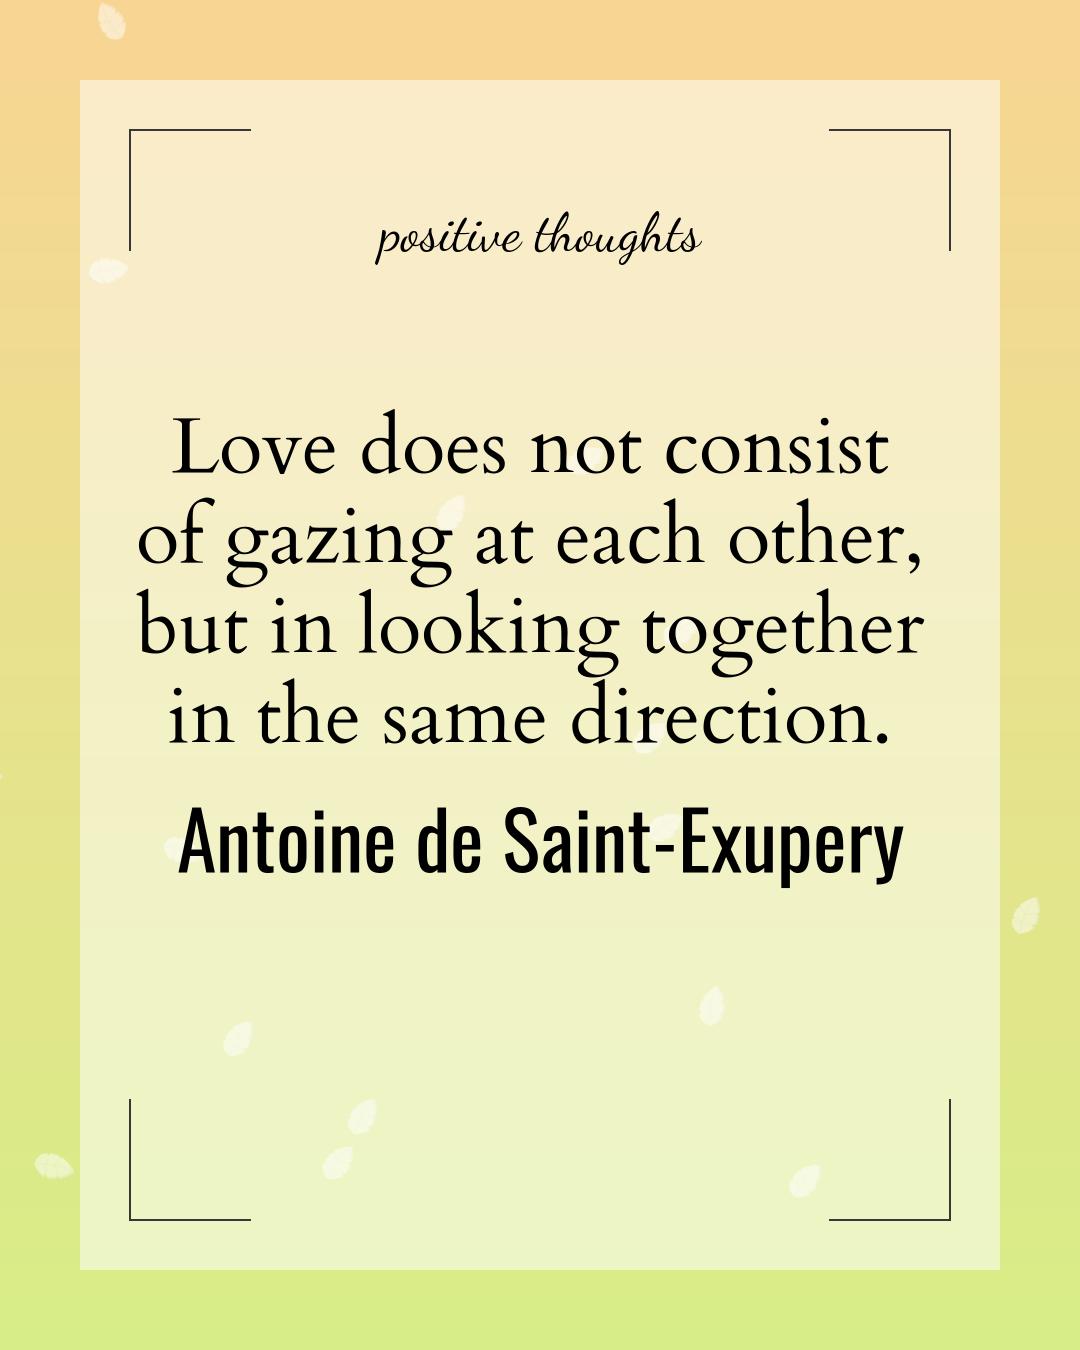 positive thoughts
Love does not consist
of gazing at each other,
but in looking together
in the same direction.
Antoine de Saint-Exupery